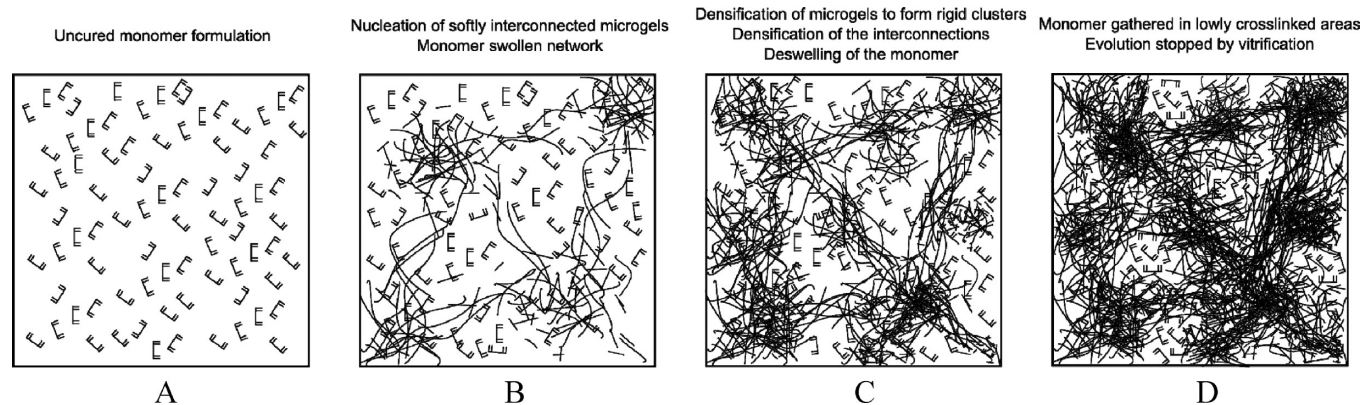 Uncured monomer formulation
Nucleation of softly interconnected microgels
Monomer swollen network
Densification of microgels to form rigid clusters
Densification of the interconnections
Deswelling of the monomer
Monomer gathered in lowly crosslinked areas
Evolution stopped by vitrification
A
B
C
D